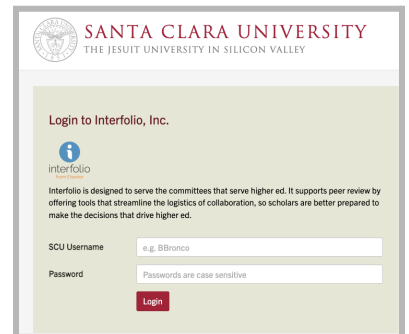 SANTA CLARA UNIVERSITY
THE JESUIT UNIVERSITY IN SILICON VALLEY
Login to Interfolio, Inc.
interfolio
from Elsevier
Interfolio is designed to serve the committees that serve higher ed. It supports peer review by
offering tools that streamline the logistics of collaboration, so scholars are better prepared to
make the decisions that drive higher ed.
SCU Username
e.g. BBronco
Password
Passwords are case sensitive
Login